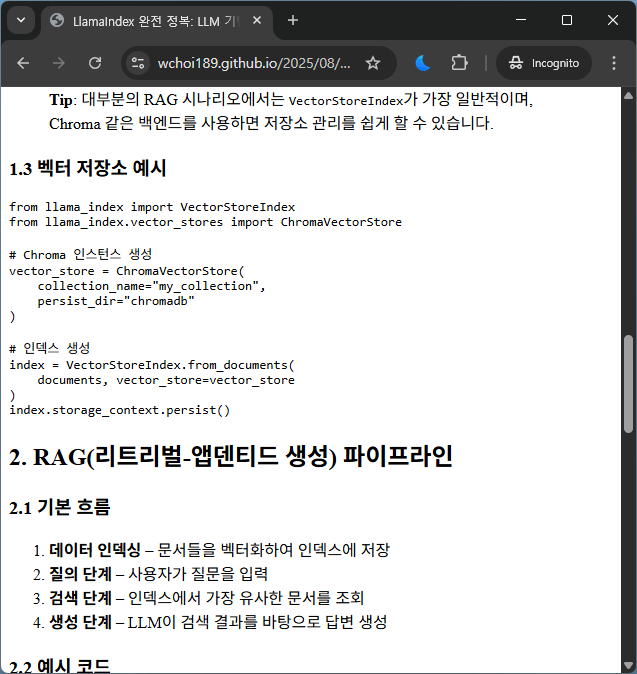 LlamaIndex 완전 정복: LLM 기
wchoi189.github.io/2025/08/...
Incognito
Tip: 대부분의 RAG 시나리오에서는 VectorStoreIndex가 가장 일반적이며,
Chroma 같은 백엔드를 사용하면 저장소 관리를 쉽게 할 수 있습니다.
1.3 벡터 저장소 예시
from llama_index import VectorStoreIndex
from llama_index.vector_stores import ChromaVectorStore
# Chroma 인스턴스 생성
vector_store = ChromaVectorStore(
    collection_name="my_collection",
    persist_dir="chromadb"
)
# 인덱스 생성
index = VectorStoreIndex.from_documents(
    documents, vector_store=vector_store
)
index.storage_context.persist()
2. RAG(리트리벌-앱덴티드 생성) 파이프라인
2.1 기본 흐름
1. 데이터 인덱싱 – 문서들을 벡터화하여 인덱스에 저장
2. 질의 단계 – 사용자가 질문을 입력
3. 검색 단계 – 인덱스에서 가장 유사한 문서를 조회
4. 생성 단계 – LLM이 검색 결과를 바탕으로 답변 생성
2.2 예시 코드